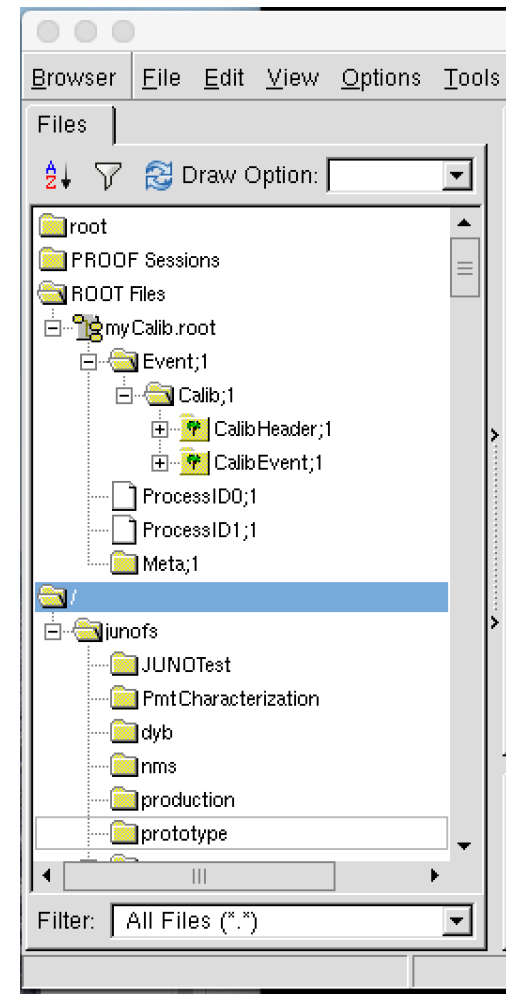 Browser File Edit View Options Tools
Files
AZ Draw Option:
root
PROOF Sessions
ROOT Files
myCalib.root
Event;1
Calib;1
CalibHeader;1
CalibEvent;1
ProcessID0;1
ProcessID1;1
Meta;1
/
junofs
JUNOTest
PmtCharacterization
dyb
nms
production
prototype
Filter: All Files (*.*)